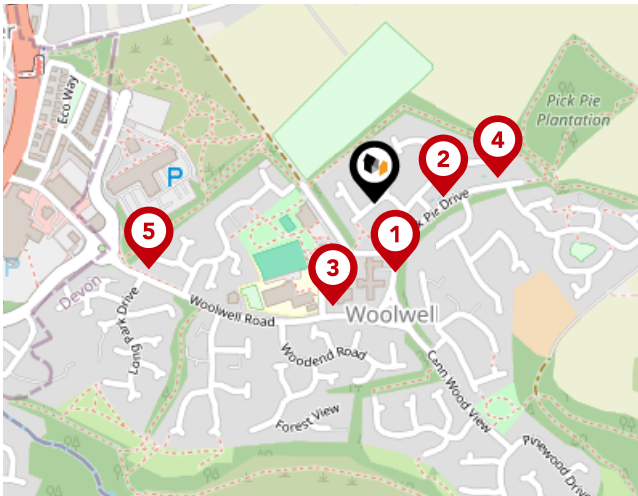 er
Eco Way
P
P
Pick Pie
Plantation
4
2
k Pie Drive
1
5
3
Devon
Long Park Drive
Woolwell Road
Woolwell
Woodend Road
Forest View
Cann Wood View
Pinewood Drive